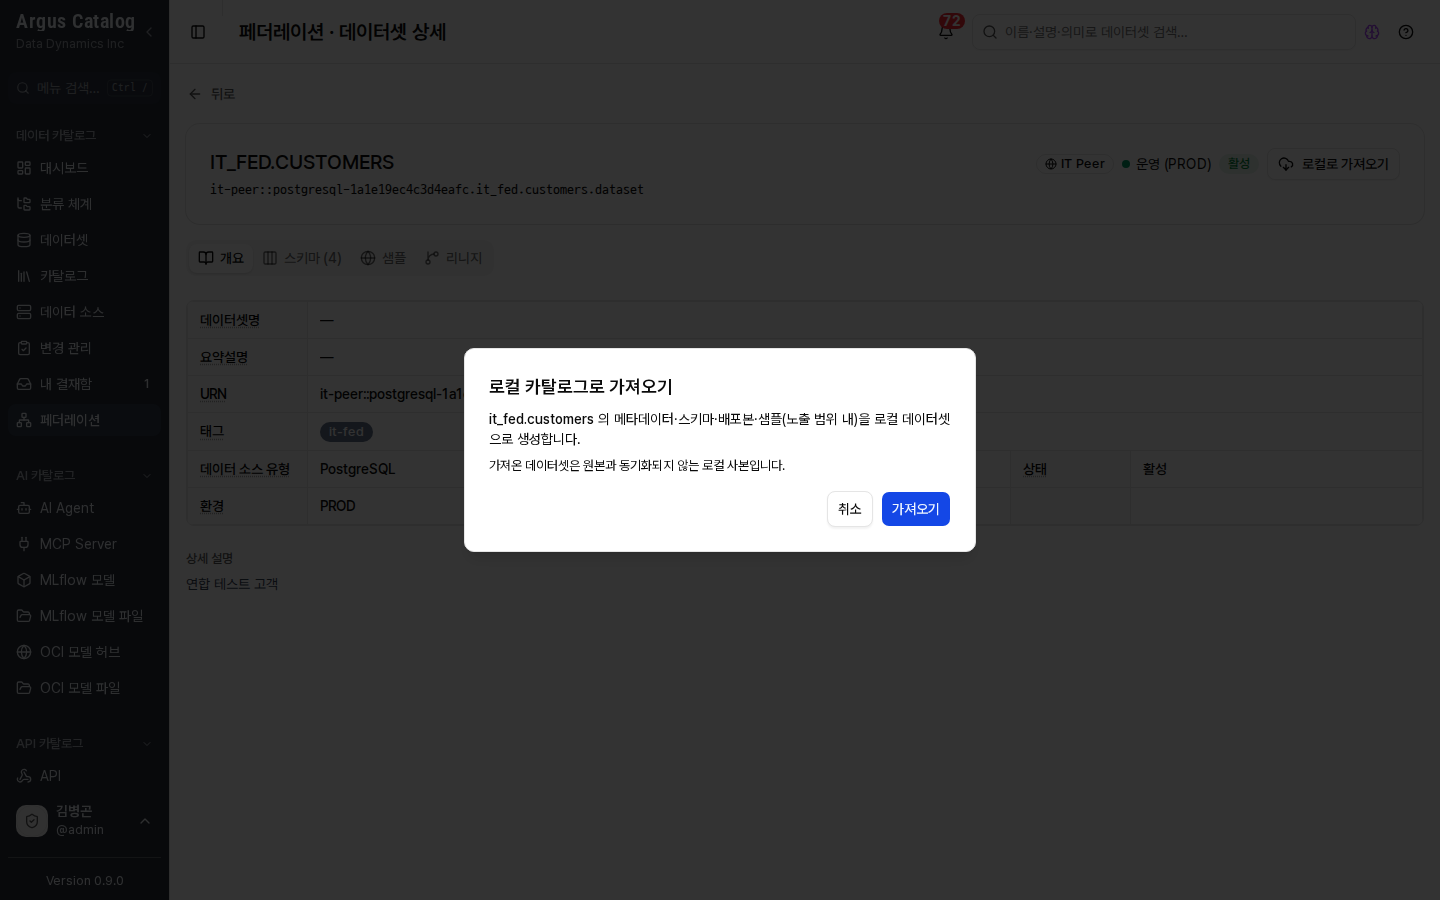 Argus Catalog
Data Dynamics Inc
메뉴 검색... Ctrl /
데이터 카탈로그
대시보드
분류 체계
데이터셋
카탈로그
데이터 소스
변경 관리
내 결재함 1
페더레이션
AI 카탈로그
AI Agent
MCP Server
MLflow 모델
MLflow 모델 파일
OCI 모델 허브
OCI 모델 파일
API 카탈로그
API
김병곤
@admin
Version 0.9.0
페더레이션 · 데이터셋 상세
72
이름·설명·의미로 데이터셋 검색...
뒤로
IT_FED.CUSTOMERS
it-peer::postgresql-1a1e19ec4c3d4eafc.it_fed.customers.dataset
IT Peer
운영 (PROD)
활성
로컬로 가져오기
개요
스키마 (4)
샘플
리니지
데이터셋명 —
요약설명 —
URN it-peer::postgresql-1a1
태그 it-fed
데이터 소스 유형 PostgreSQL 상태 활성
환경 PROD
상세 설명
연합 테스트 고객
로컬 카탈로그로 가져오기
it_fed.customers 의 메타데이터·스키마·배포본·샘플(노출 범위 내)을 로컬 데이터셋
으로 생성합니다.
가져온 데이터셋은 원본과 동기화되지 않는 로컬 사본입니다.
취소
가져오기